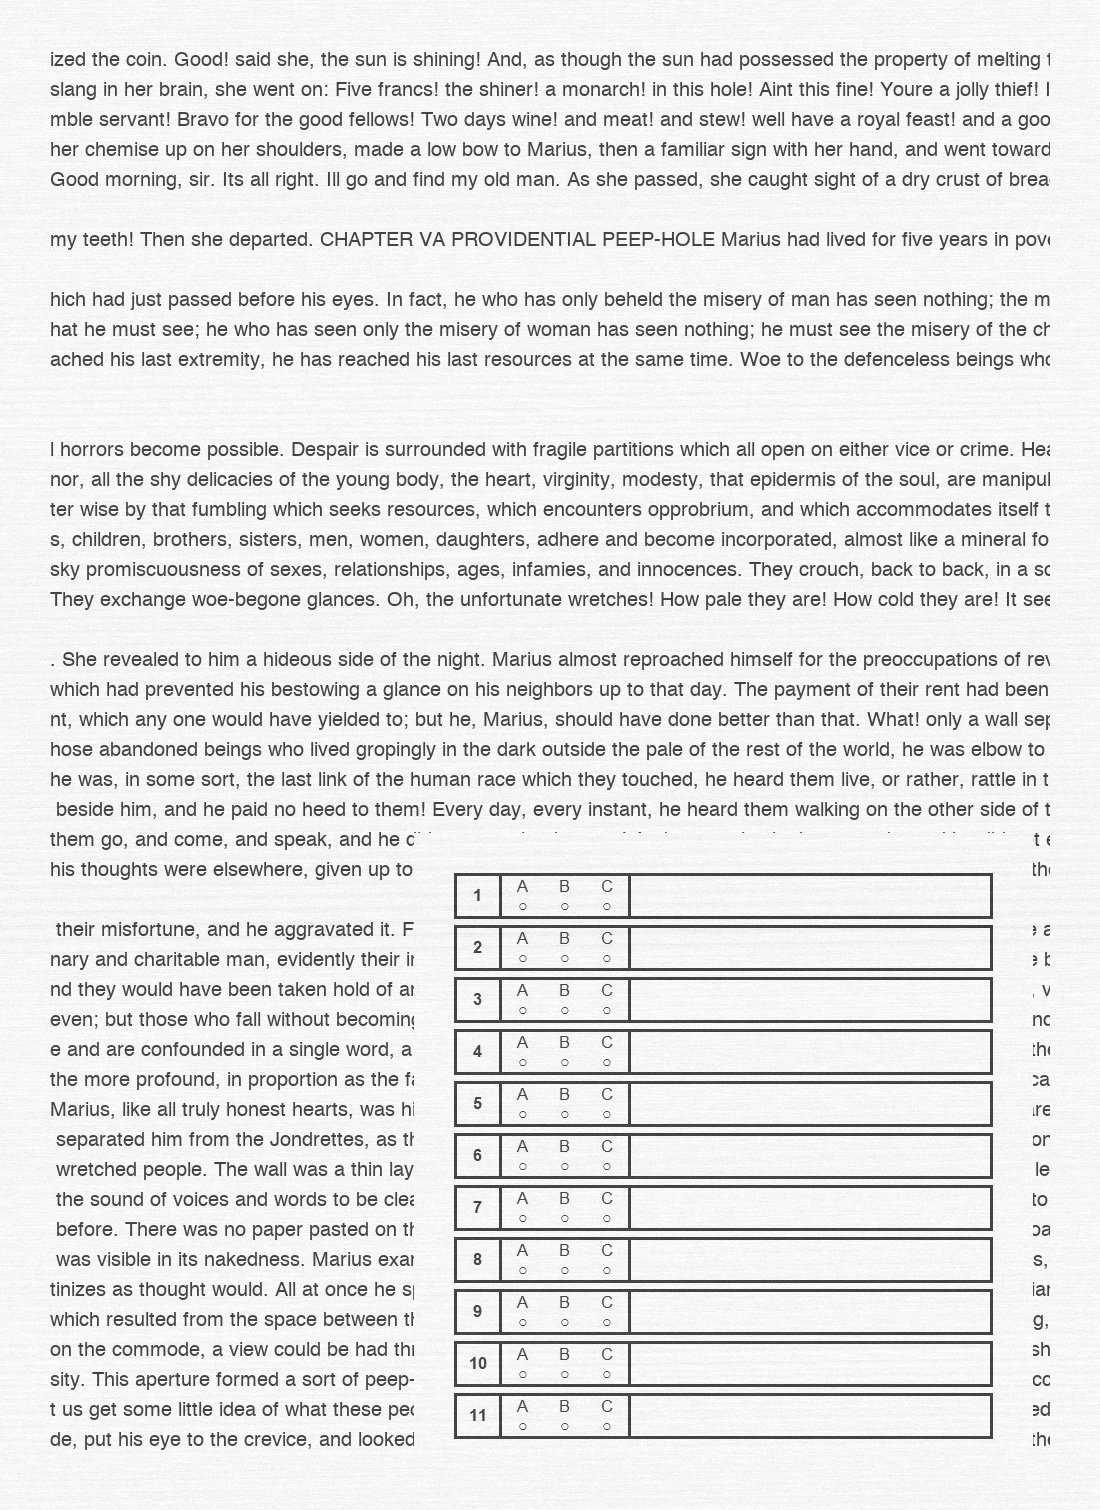 ized the coin. Good! said she, the sun is shining! And, as though the sun had possessed the property of melting
slang in her brain, she went on: Five francs! the shiner! a monarch! in this hole! Aint this fine! Youre a jolly thief!
mble servant! Bravo for the good fellows! Two days wine! and meat! and stew! well have a royal feast! and a goo
her chemise up on her shoulders, made a low bow to Marius, then a familiar sign with her hand, and went toward
Good morning, sir. Its all right. Ill go and find my old man. As she passed, she caught sight of a dry crust of brea
my teeth! Then she departed. CHAPTER VA PROVIDENTIAL PEEP-HOLE Marius had lived for five years in pov
hich had just passed before his eyes. In fact, he who has only beheld the misery of man has seen nothing; the m
hat he must see; he who has seen only the misery of woman has seen nothing; he must see the misery of the ch
ached his last extremity, he has reached his last resources at the same time. Woe to the defenceless beings who
l horrors become possible. Despair is surrounded with fragile partitions which all open on either vice or crime. Hea
nor, all the shy delicacies of the young body, the heart, virginity, modesty, that epidermis of the soul, are manipul
ter wise by that fumbling which seeks resources, which encounters opprobrium, and which accommodates itself t
s, children, brothers, sisters, men, women, daughters, adhere and become incorporated, almost like a mineral fo
sky promiscuousness of sexes, relationships, ages, infamies, and innocences. They crouch, back to back, in a
They exchange woe-begone glances. Oh, the unfortunate wretches! How pale they are! How cold they are! It see
. She revealed to him a hideous side of the night. Marius almost reproached himself for the preoccupations of rev
which had prevented his bestowing a glance on his neighbors up to that day. The payment of their rent had been
nt, which any one would have yielded to; but he, Marius, should have done better than that. What! only a wall sep
hose abandoned beings who lived gropingly in the dark outside the pale of the rest of the world, he was elbow to
he was, in some sort, the last link of the human race which they touched, he heard them live, or rather, rattle in t
beside him, and he paid no heed to them! Every day, every instant, he heard them walking on the other side of t
them go, and come, and speak, and he
his thoughts were elsewhere, given up to
their misfortune, and he aggravated it. F
nary and charitable man, evidently their
nd they would have been taken hold of
even; but those who fall without becoming
e and are confounded in a single word, a
the more profound, in proportion as the
Marius, like all truly honest hearts, was
separated him from the Jondrettes, as
wretched people. The wall was a thin lay
the sound of voices and words to be clea
before. There was no paper pasted on
was visible in its nakedness. Marius exa
tinizes as thought would. All at once he
which resulted from the space between
on the commode, a view could be had
sity. This aperture formed a sort of peep-
t us get some little idea of what these
de, put his eye to the crevice, and looked
1 A B C
2 A B C
3 A B C
4 A B C
5 A B C
6 A B C
7 A B C
8 A B C
9 A B C
10 A B C
11 A B C